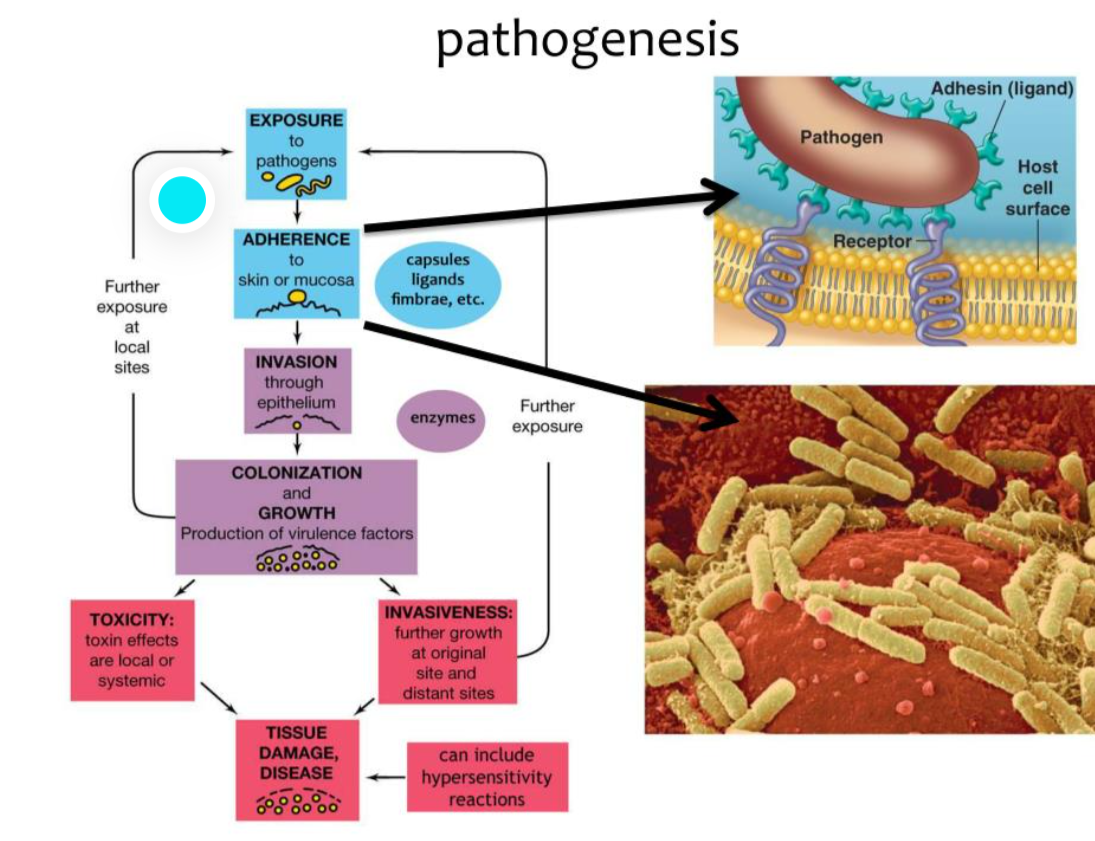 pathogenesis
EXPOSURE
to
pathogens
ADHERENCE
to
skin or mucosa
capsules
ligands
fimbrae, etc.
Further
exposure
at
local
sites
INVASION
through
epithelium
enzymes
Further
exposure
COLONIZATION
and
GROWTH
Production of virulence factors
TOXICITY:
toxin effects
are local or
systemic
INVASIVENESS:
further growth
at original
site and
distant sites
TISSUE
DAMAGE,
DISEASE
can include
hypersensitivity
reactions
Adhesin (ligand)
Pathogen
Host
cell
surface
Receptor